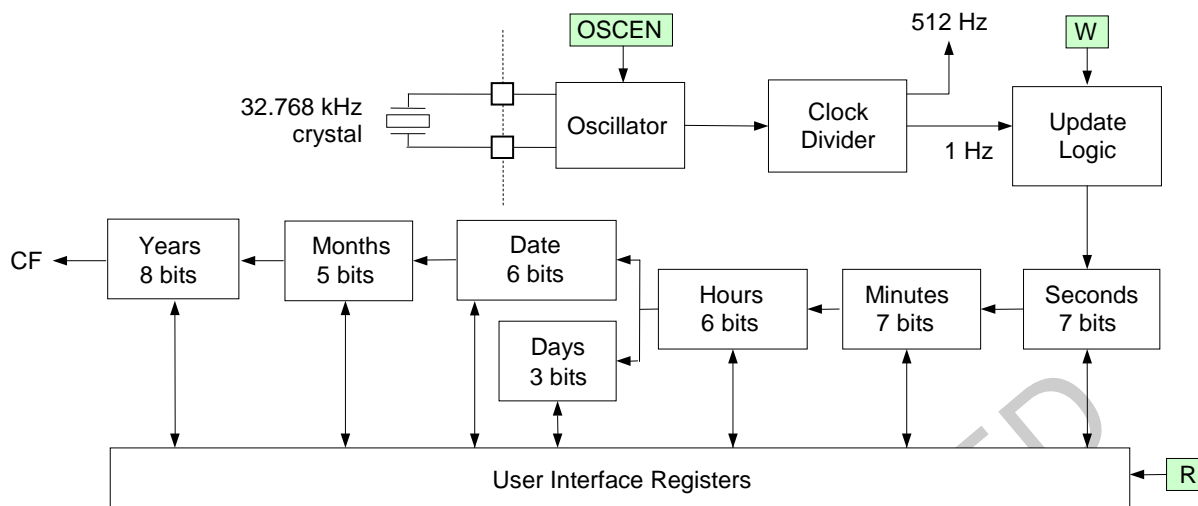 OSCEN
512 Hz
W
32.768 kHz
crystal
Oscillator
Clock
Divider
1 Hz
Update
Logic
CF
Years
8 bits
Months
5 bits
Date
6 bits
Days
3 bits
Hours
6 bits
Minutes
7 bits
Seconds
7 bits
User Interface Registers
R
ED